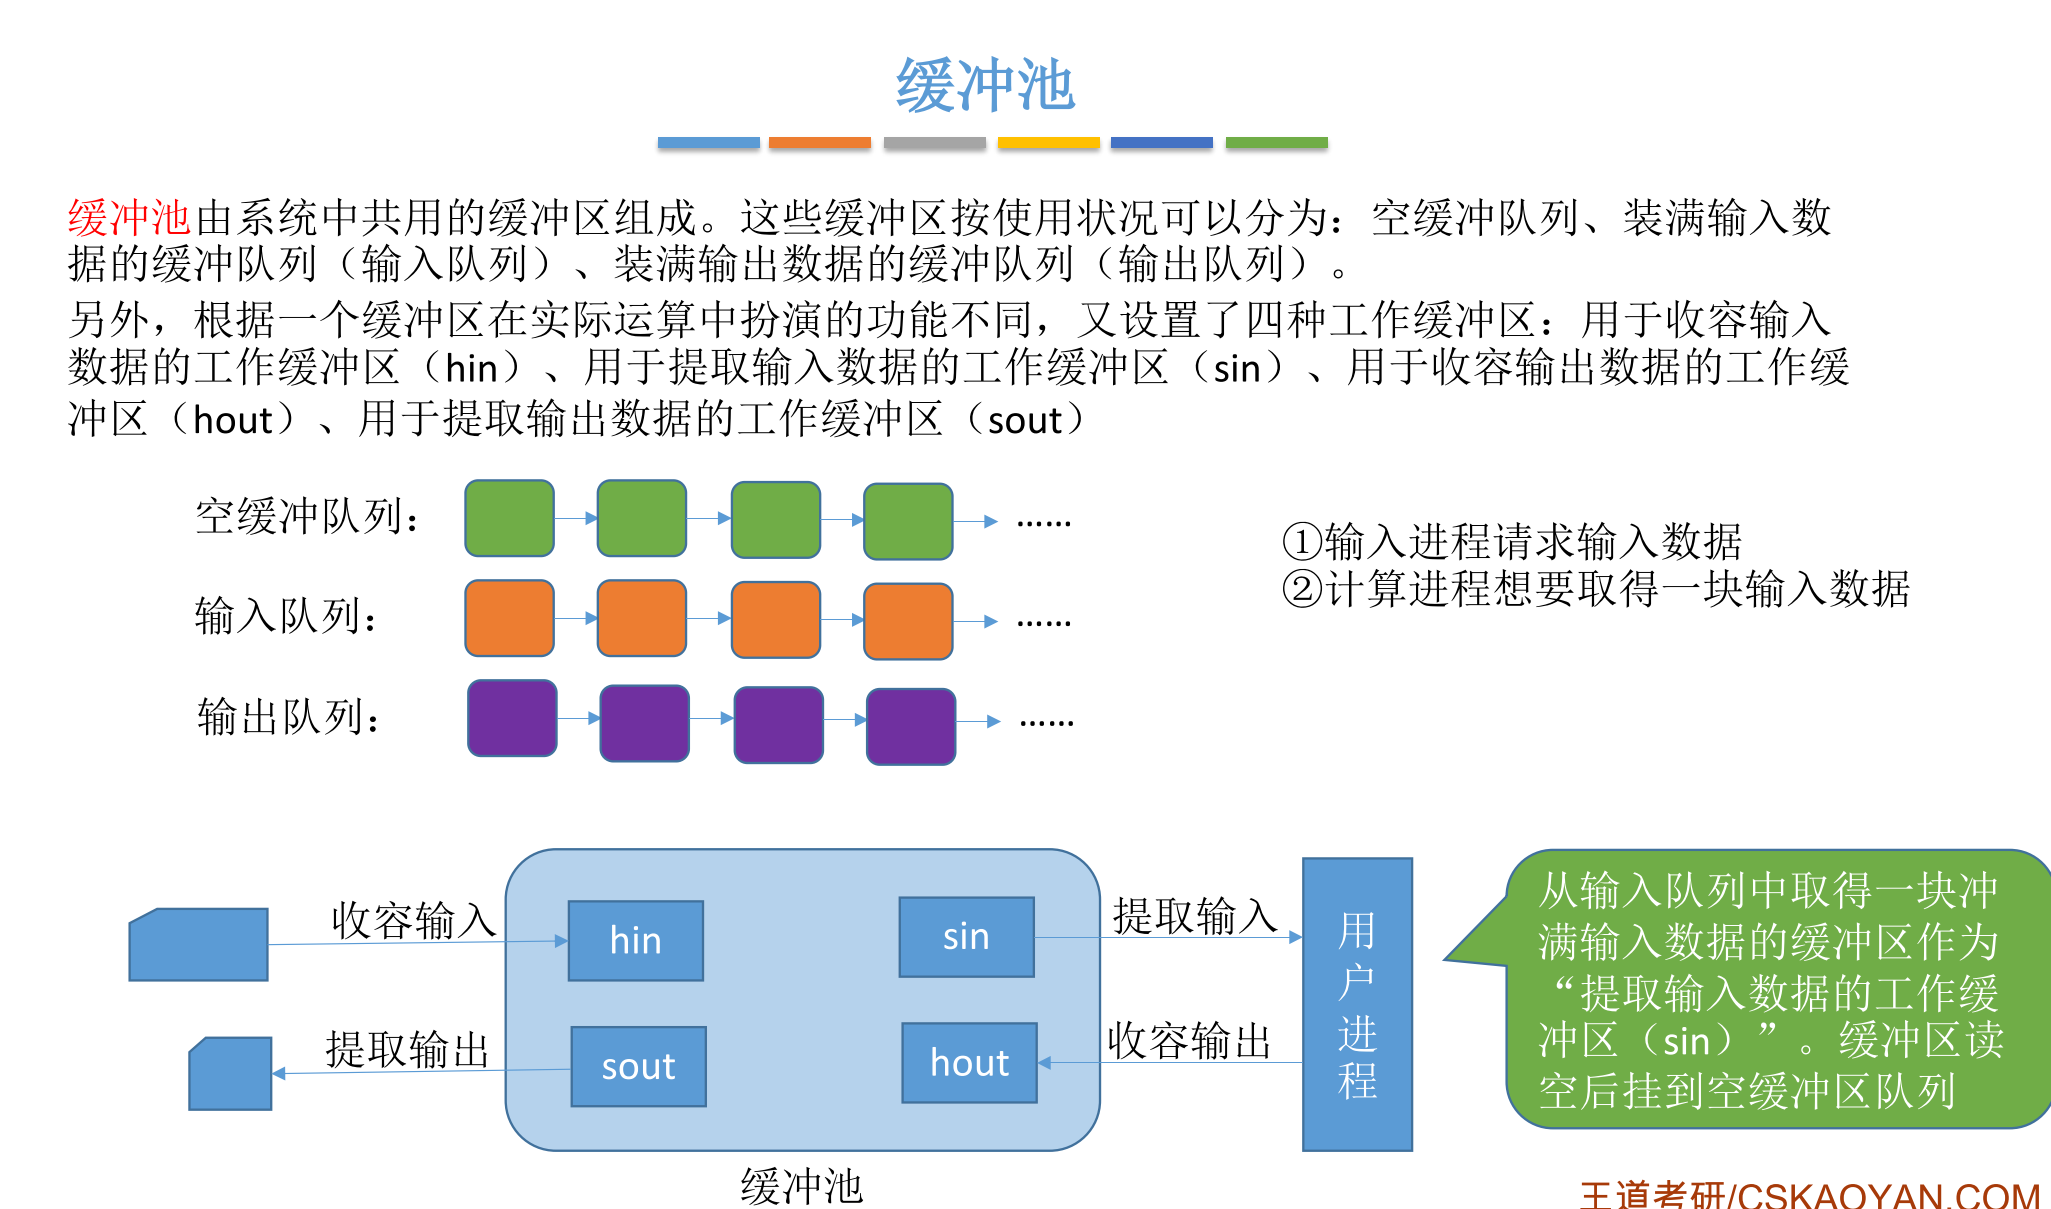 缓冲池
缓冲池由系统中共用的缓冲区组成。这些缓冲区按使用状况可以分为：空缓冲队列、装满输入数
据的缓冲队列（输入队列）、装满输出数据的缓冲队列（输出队列）。
另外，根据一个缓冲区在实际运算中扮演的功能不同，又设置了四种工作缓冲区：用于收容输入
数据的工作缓冲区（hin）、用于提取输入数据的工作缓冲区（sin）、用于收容输出数据的工作缓
冲区（hout）、用于提取输出数据的工作缓冲区（sout）
空缓冲队列：
……
输入队列：
……
输出队列：
……
①输入进程请求输入数据
②计算进程想要取得一块输入数据
收容输入
hin
sin
提取输入
提取输出
sout
hout
收容输出
用户进程
缓冲池
从输入队列中取得一块冲
满输入数据的缓冲区作为
“提取输入数据的工作缓
冲区（sin）”。缓冲区读
空后挂到空缓冲区队列
王道考研/CSKAOYAN.COM